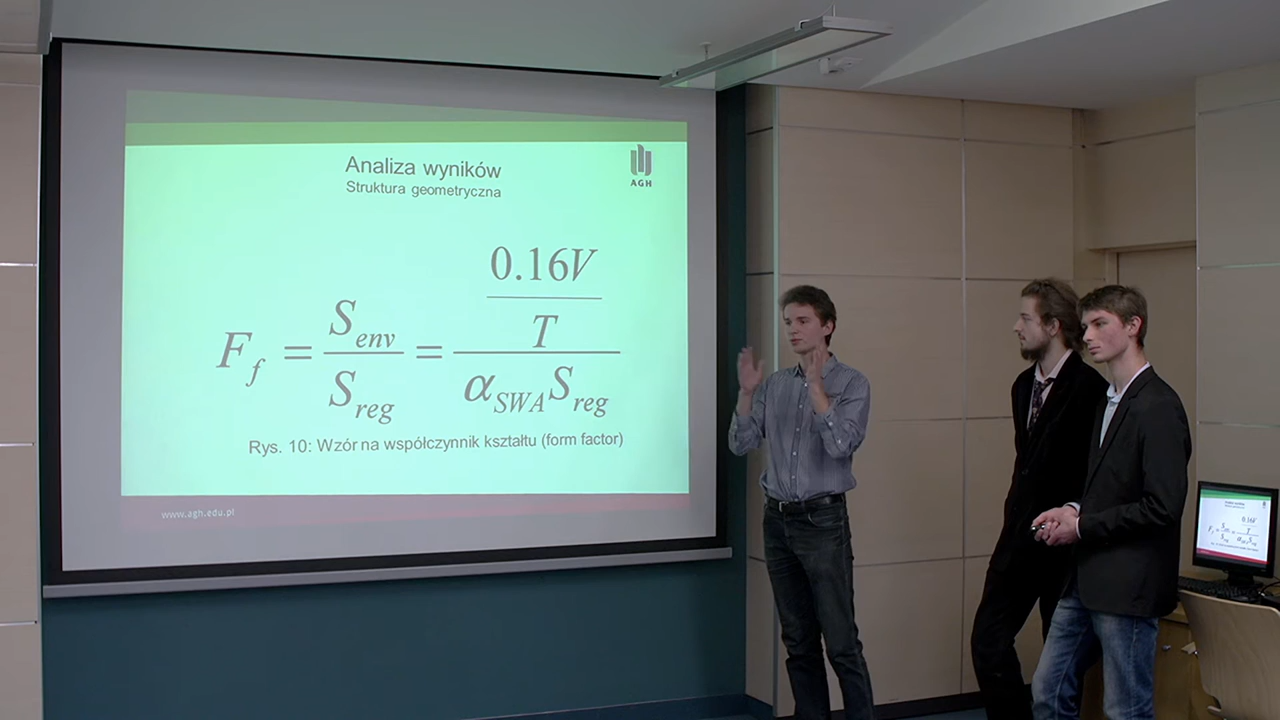 Analiza wyników
Struktura geometryczna
AGH
F_f = S_env / S_reg = (0.16V / T) / (α_SWA S_reg)
Rys. 10: Wzór na współczynnik kształtu (form factor)
www.agh.edu.pl